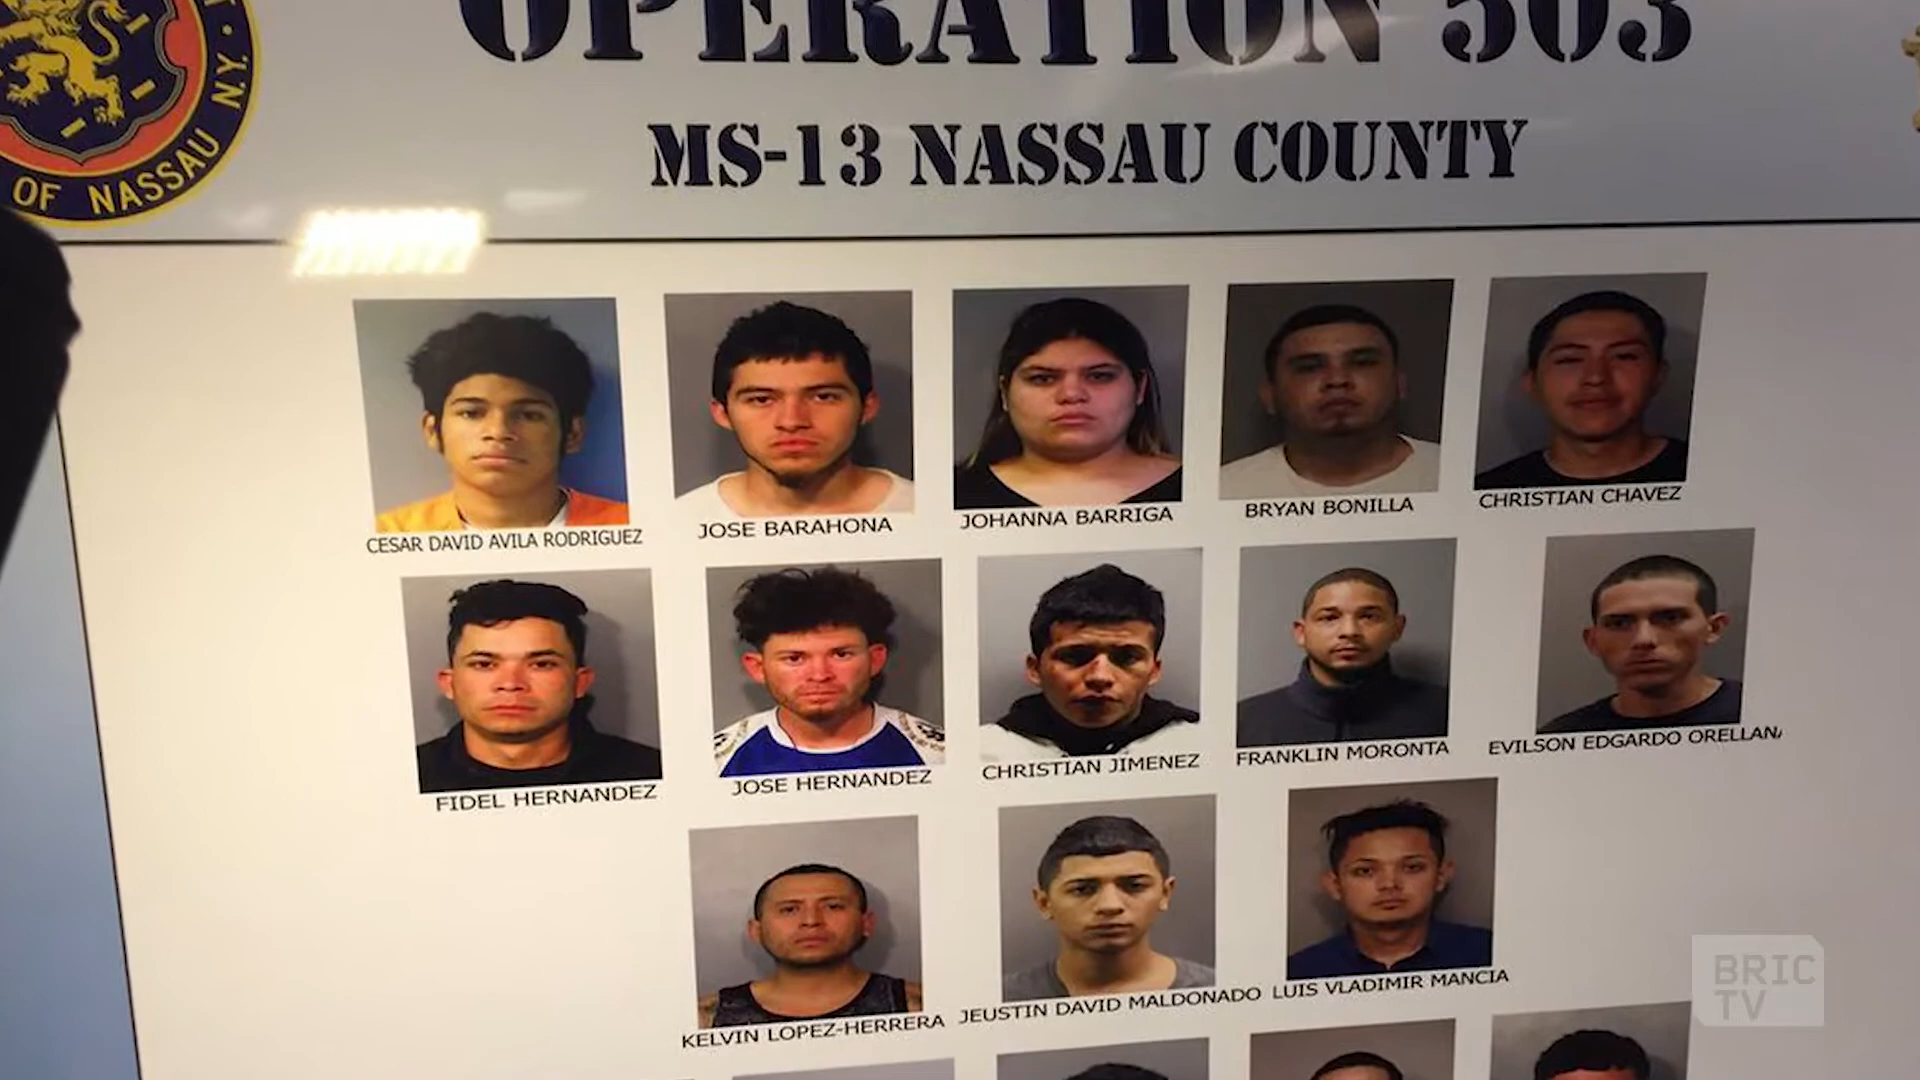 OPERATION 503
OF NASSAU N.Y.
MS-13 NASSAU COUNTY
CESAR DAVID AVILA RODRIGUEZ
JOSE BARAHONA
JOHANNA BARRIGA
BRYAN BONILLA
CHRISTIAN CHAVEZ
FIDEL HERNANDEZ
JOSE HERNANDEZ
CHRISTIAN JIMENEZ
FRANKLIN MORONTA
EVILSON EDGARDO ORELLANA
KELVIN LOPEZ-HERRERA
JEUSTIN DAVID MALDONADO
LUIS VLADIMIR MANCIA
BRIC
TV